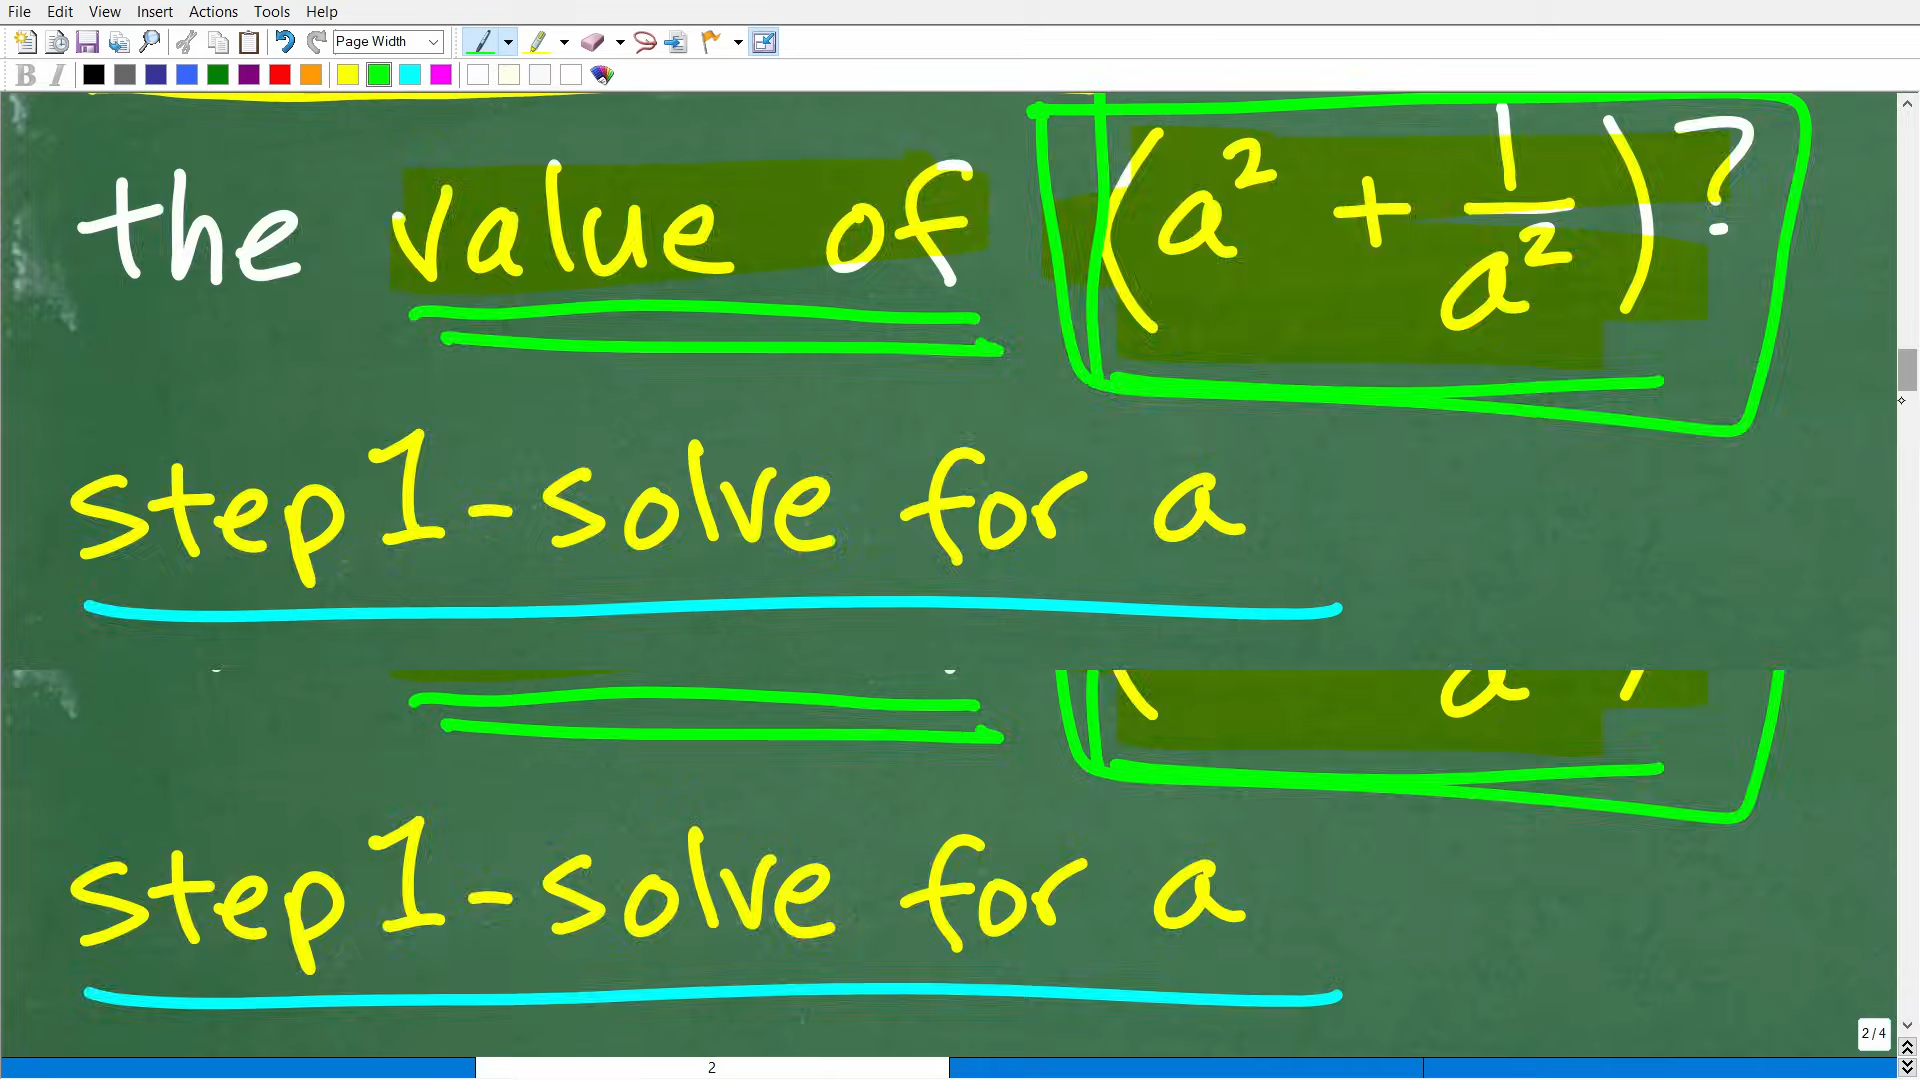 File Edit View Insert Actions Tools Help
Page Width
B I
the value of (a² + 1/a²)?
step 1 - solve for a
step 1 - solve for a
2 / 4
2